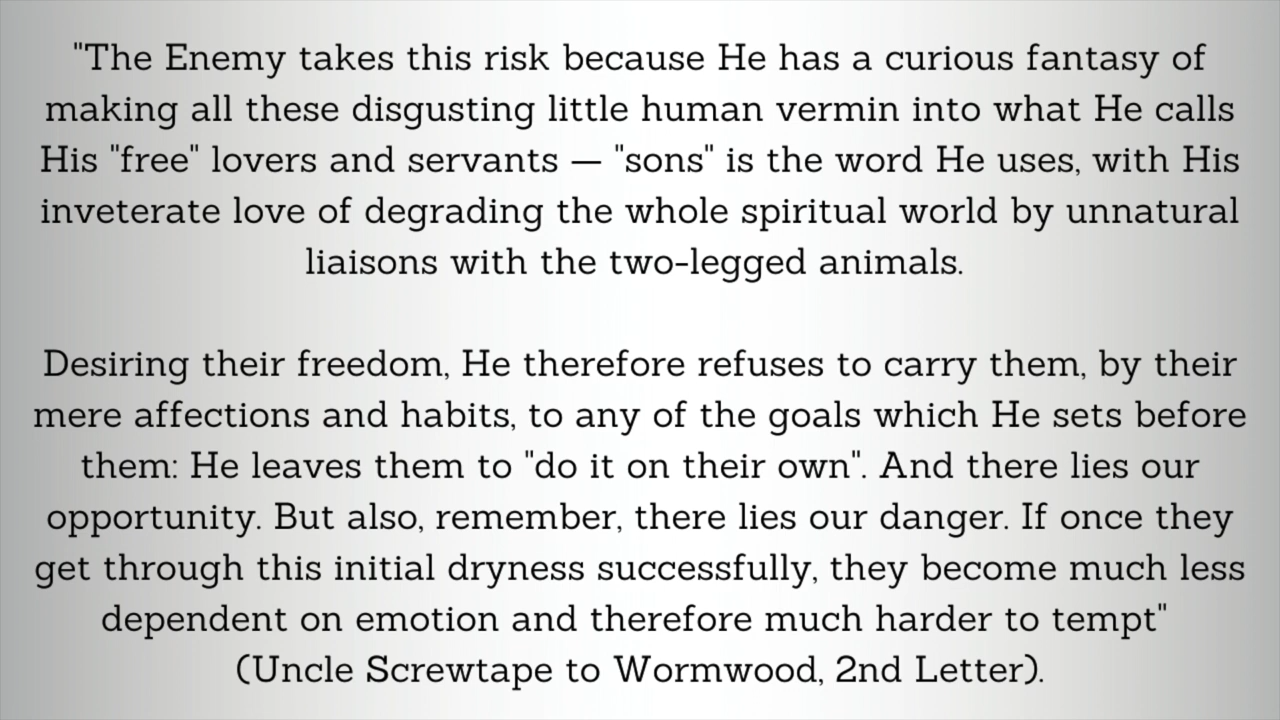 "The Enemy takes this risk because He has a curious fantasy of
making all these disgusting little human vermin into what He calls
His "free" lovers and servants — "sons" is the word He uses, with His
inveterate love of degrading the whole spiritual world by unnatural
liaisons with the two-legged animals.
Desiring their freedom, He therefore refuses to carry them, by their
mere affections and habits, to any of the goals which He sets before
them: He leaves them to "do it on their own". And there lies our
opportunity. But also, remember, there lies our danger. If once they
get through this initial dryness successfully, they become much less
dependent on emotion and therefore much harder to tempt"
(Uncle Screwtape to Wormwood, 2nd Letter).